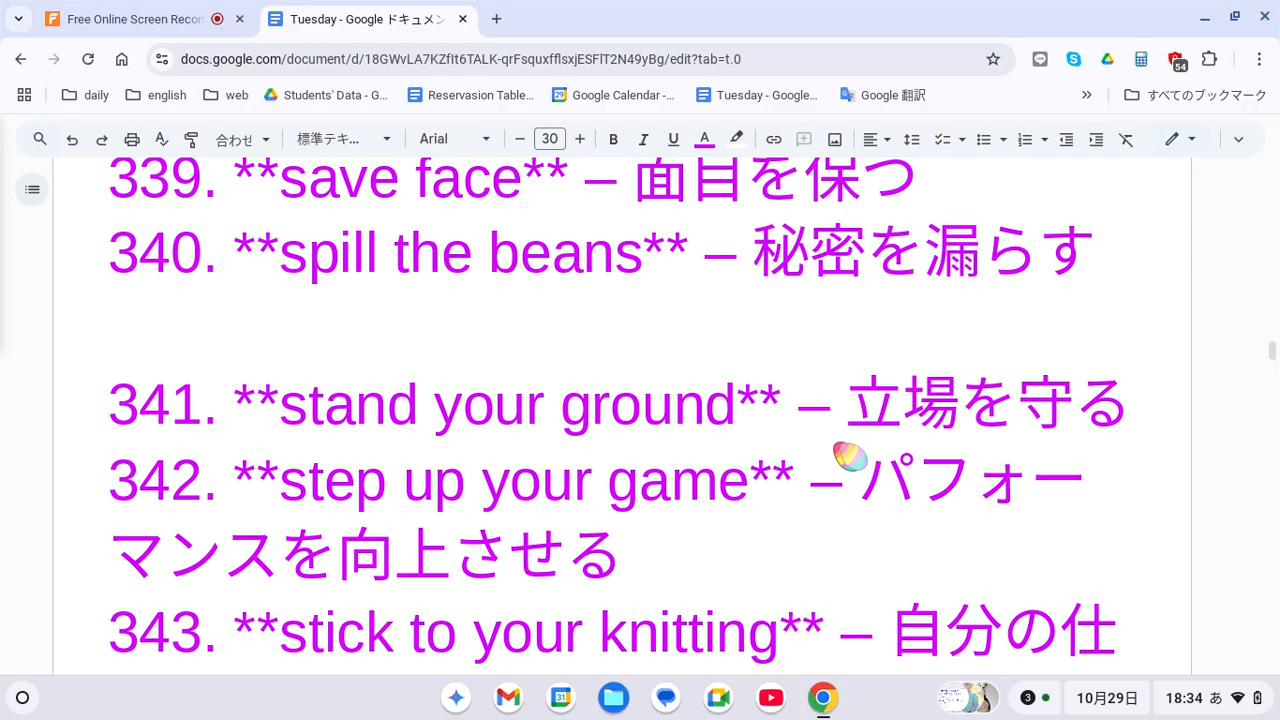 Free Online Screen Recor
Tuesday - Google ドキュメン
docs.google.com/document/d/18GWv1A7KZfIt6TALK-qrFsquxfflsxjESFlT2N49yBg/edit?tab=t.0
54
daily
english
web
Students' Data - G...
Reservasion Table...
Google Calendar -...
Tuesday - Google...
Google 翻訳
»
すべてのブックマーク
合わせ
標準テキ...
Arial
− 30 +
B I U A
339. **save face** – 面目を保つ
340. **spill the beans** – 秘密を漏らす
341. **stand your ground** – 立場を守る
342. **step up your game** – パフォー
マンスを向上させる
343. **stick to your knitting** – 自分の仕
31
3
10月29日
18:34 あ